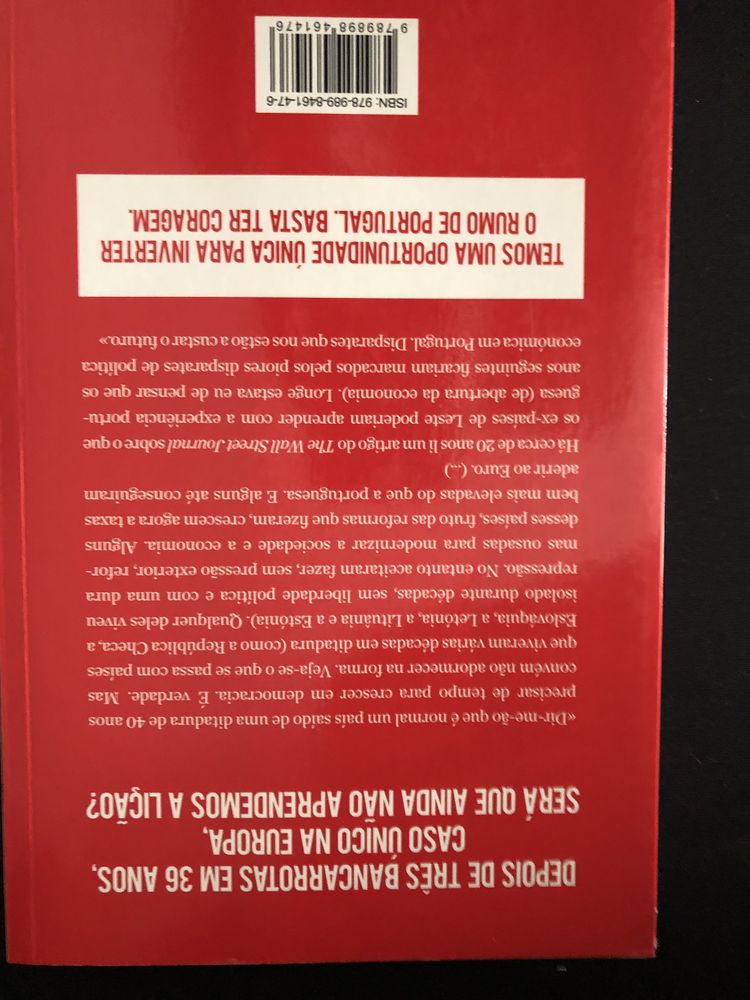 DEPOIS DE TRÊS BANCARROTAS EM 36 ANOS,
CASO ÚNICO NA EUROPA,
SERÁ QUE AINDA NÃO APRENDEMOS A LIÇÃO?
«Dir-me-ão que é normal um país saído de uma ditadura de 40 anos
precisar de tempo para crescer em democracia. É verdade. Mas
convém não adormecer na forma. Veja-se o que se passa com países
que viveram várias décadas em ditadura (como a República Checa, a
Eslováquia, a Letónia, a Lituânia e a Estónia). Qualquer deles viveu
isolado durante décadas, sem liberdade política e com uma dura
repressão. No entanto aceitaram fazer, sem pressão exterior, refor-
mas ousadas para modernizar a sociedade e a economia. Alguns
desses países, fruto das reformas que fizeram, crescem agora a taxas
bem mais elevadas do que a portuguesa. E alguns até conseguiram
aderir ao Euro. (...)
Há cerca de 20 anos li um artigo do The Wall Street Journal sobre o que
os ex-países de Leste poderiam aprender com a experiência portu-
guesa (de abertura da economia). Longe estava eu de pensar que os
anos seguintes ficariam marcados pelos piores disparates de política
económica em Portugal. Disparates que nos estão a custar o futuro.»
TEMOS UMA OPORTUNIDADE ÚNICA PARA INVERTER
O RUMO DE PORTUGAL. BASTA TER CORAGEM.
ISBN: 978-989-8461-47-6
9 789898 461476